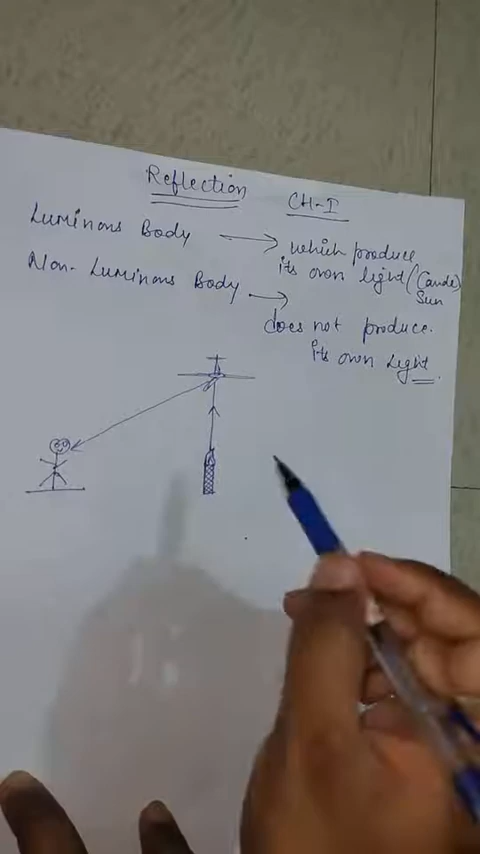 Reflection CH-I
Luminous Body → which produce
its own light (Candle
Sun
Non-Luminous Body →
does not produce.
its own Light.